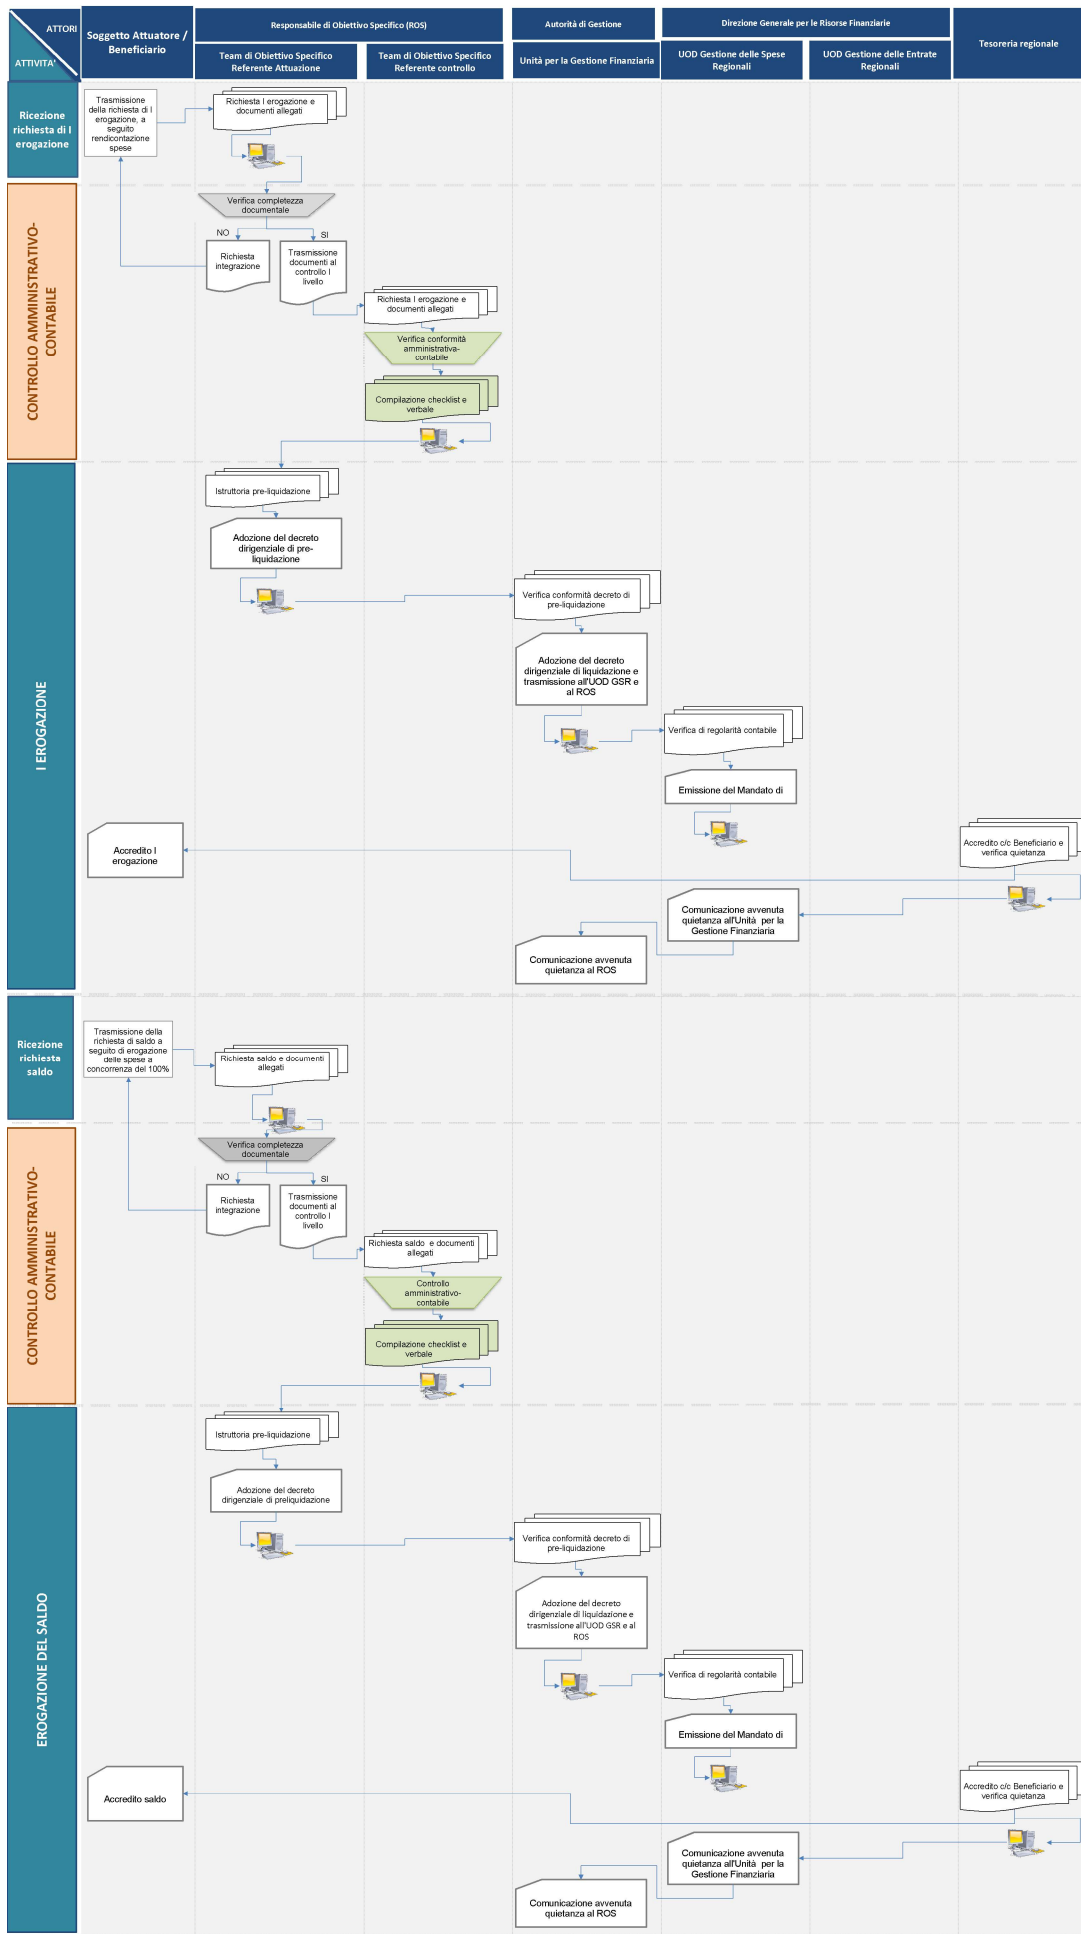 ATTORI
ATTIVITA'
Soggetto Attuatore /
Beneficiario
Responsabile di Obiettivo Specifico (ROS)
Team di Obiettivo Specifico
Referente Attuazione
Team di Obiettivo Specifico
Referente controllo
Autorità di Gestione
Unità per la Gestione Finanziaria
Direzione Generale per le Risorse Finanziarie
UOD Gestione delle Spese
Regionali
UOD Gestione delle Entrate
Regionali
Tesoreria regionale
Ricezione
richiesta di I
erogazione
Trasmissione
della richiesta di I
erogazione, a
seguito
rendicontazione
spese
Richiesta I erogazione e
documenti allegati
CONTROLLO AMMINISTRATIVO-
CONTABILE
Verifica completezza
documentale
NO
SI
Richiesta
integrazione
Trasmissione
documenti al
controllo I
livello
Richiesta I erogazione e
documenti allegati
Verifica conformità
amministrativa-
contabile
Compilazione checklist e
verbale
I EROGAZIONE
Istruttoria pre-liquidazione
Adozione del decreto
dirigenziale di pre-
liquidazione
Verifica conformità decreto di
pre-liquidazione
Adozione del decreto
dirigenziale di liquidazione e
trasmissione all'UOD GSR e
al ROS
Verifica di regolarità contabile
Emissione del Mandato di
Accredito I
erogazione
Accredito c/c Beneficiario e
verifica quietanza
Comunicazione avvenuta
quietanza all'Unità per la
Gestione Finanziaria
Comunicazione avvenuta
quietanza al ROS
Ricezione
richiesta
saldo
Trasmissione della
richiesta di saldo a
seguito di erogazione
delle spese a
concorrenza del 100%
Richiesta saldo e documenti
allegati
CONTROLLO AMMINISTRATIVO-
CONTABILE
Verifica completezza
documentale
NO
SI
Richiesta
integrazione
Trasmissione
documenti al
controllo I
livello
Richiesta saldo e documenti
allegati
Controllo
amministrativo-
contabile
Compilazione checklist e
verbale
EROGAZIONE DEL SALDO
Istruttoria pre-liquidazione
Adozione del decreto
dirigenziale di preliquidazione
Verifica conformità decreto di
pre-liquidazione
Adozione del decreto
dirigenziale di liquidazione e
trasmissione all'UOD GSR e al
ROS
Verifica di regolarità contabile
Emissione del Mandato di
Accredito saldo
Accredito c/c Beneficiario e
verifica quietanza
Comunicazione avvenuta
quietanza all'Unità per la
Gestione Finanziaria
Comunicazione avvenuta
quietanza al ROS